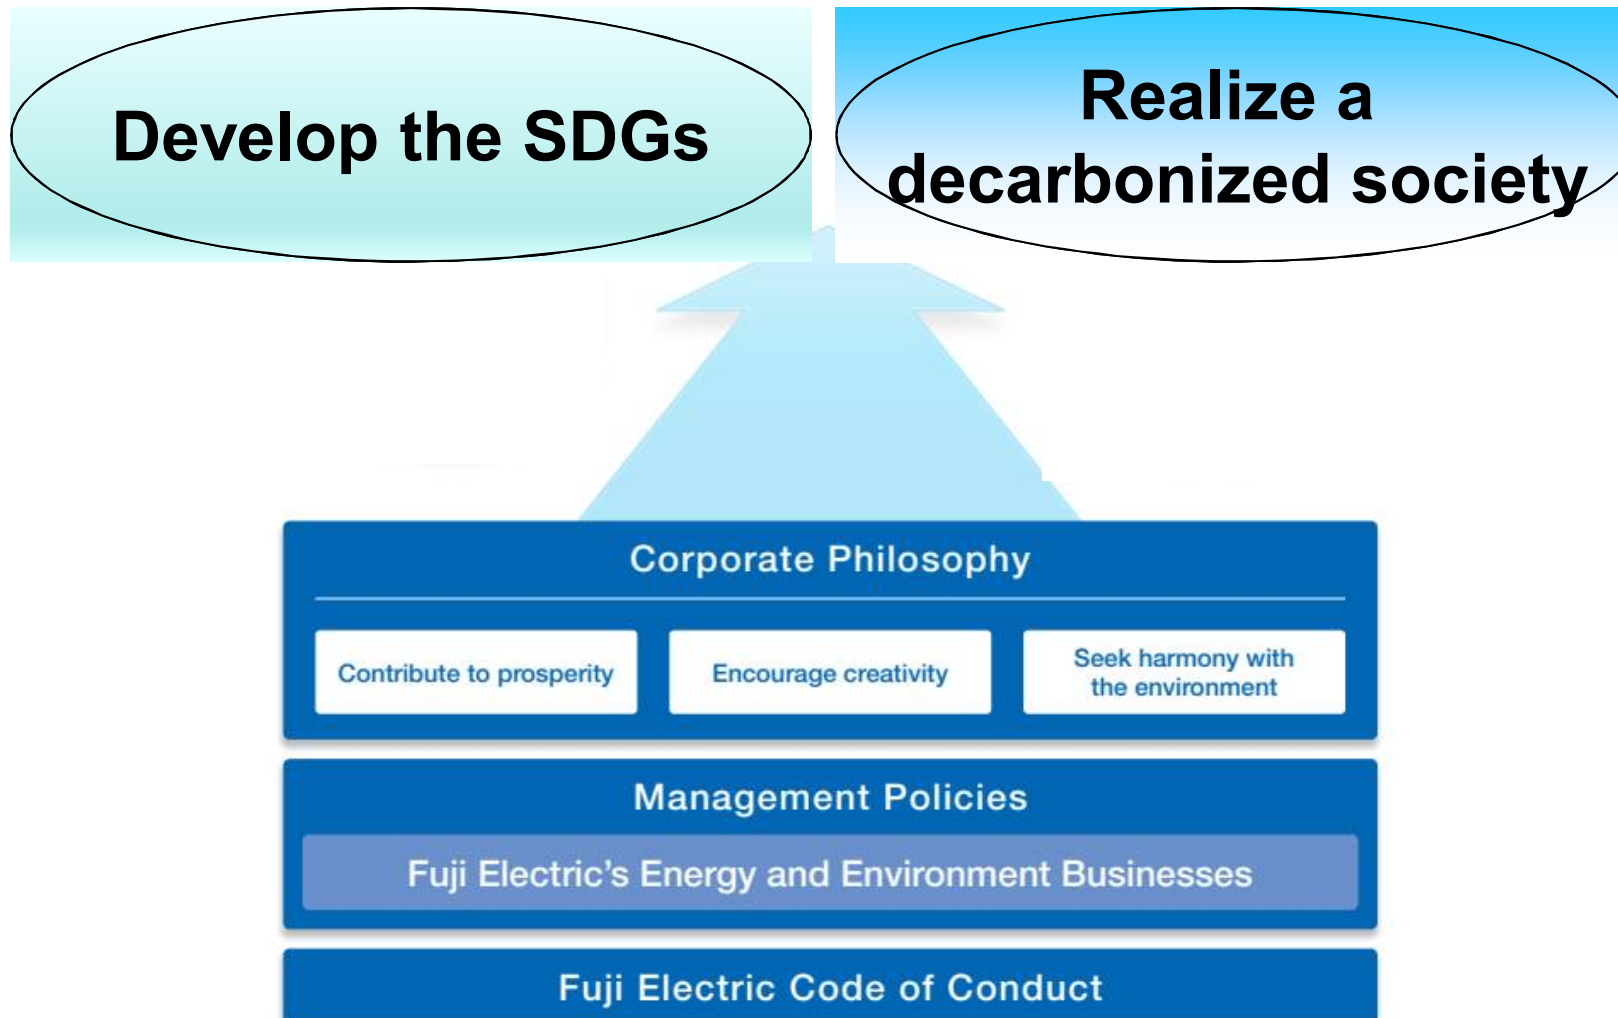 Develop the SDGs
Realize a
decarbonized society
Corporate Philosophy
Contribute to prosperity
Encourage creativity
Seek harmony with
the environment
Management Policies
Fuji Electric’s Energy and Environment Businesses
Fuji Electric Code of Conduct